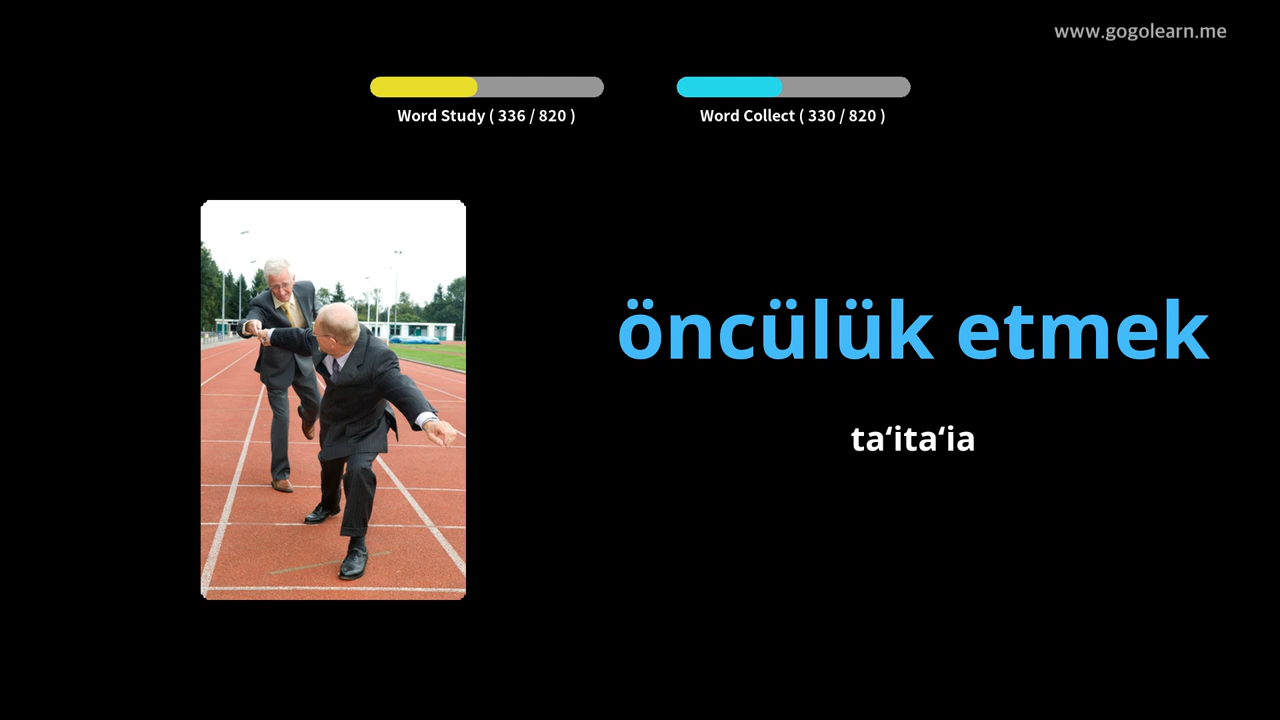 www.gogolearn.me
Word Study ( 336 / 820 )
Word Collect ( 330 / 820 )
öncülük etmek
ta‘ita‘ia